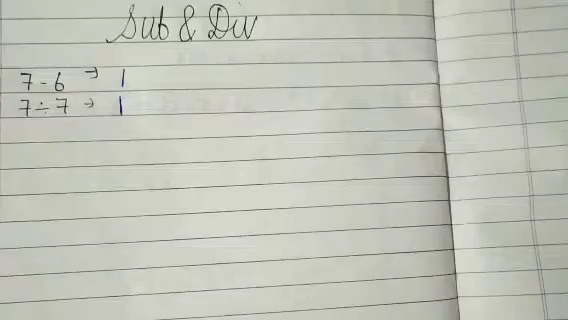 Sub & Div
7 - 6 → 1
7 ÷ 7 → 1